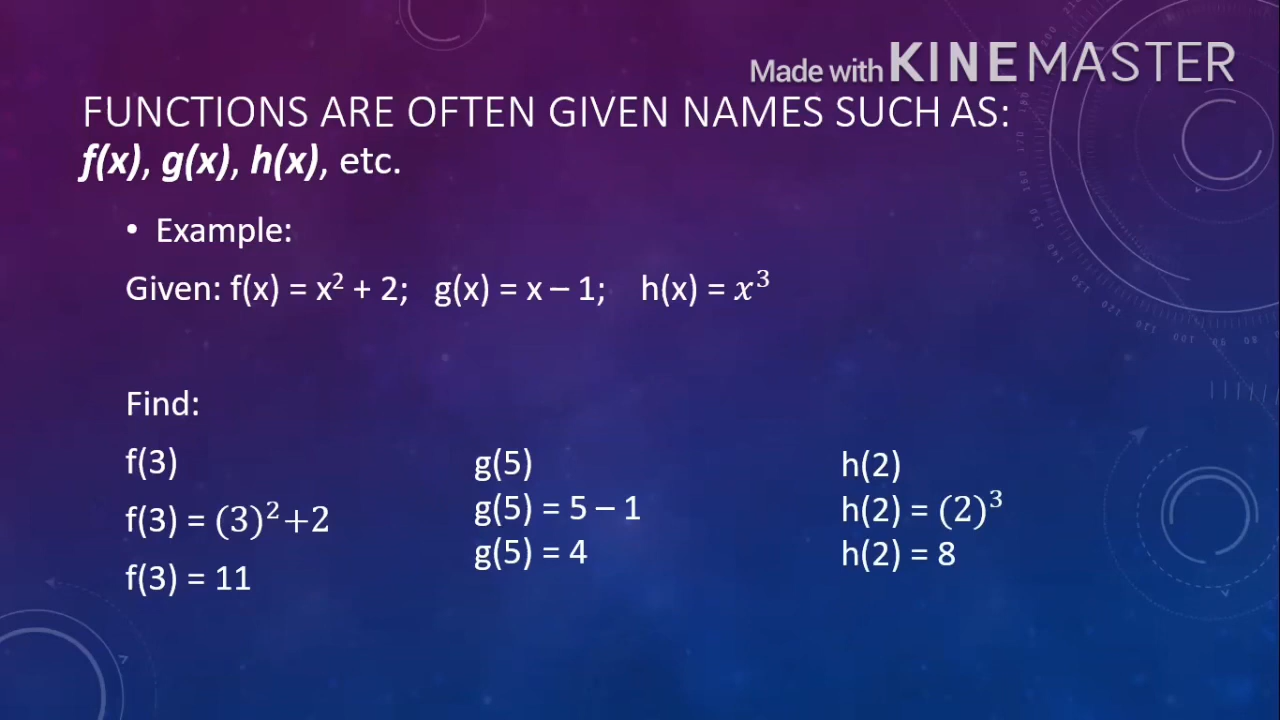 Made with KINEMASTER
FUNCTIONS ARE OFTEN GIVEN NAMES SUCH AS:
f(x), g(x), h(x), etc.
• Example:
Given: f(x) = x² + 2; g(x) = x – 1; h(x) = x³
Find:
f(3)
f(3) = (3)²+2
f(3) = 11
g(5)
g(5) = 5 – 1
g(5) = 4
h(2)
h(2) = (2)³
h(2) = 8